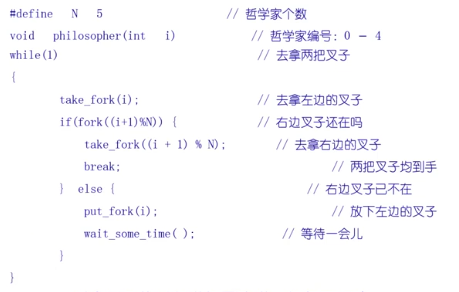 #define N 5 // 哲学家个数
void philosopher(int i) // 哲学家编号: 0 － 4
while(1) // 去拿两把叉子
{
take_fork(i); // 去拿左边的叉子
if(fork((i+1)%N)) { // 右边叉子还在吗
take_fork((i + 1) % N); // 去拿右边的叉子
break; // 两把叉子均到手
} else { // 右边叉子已不在
put_fork(i); // 放下左边的叉子
wait_some_time( ); // 等待一会儿
}
}